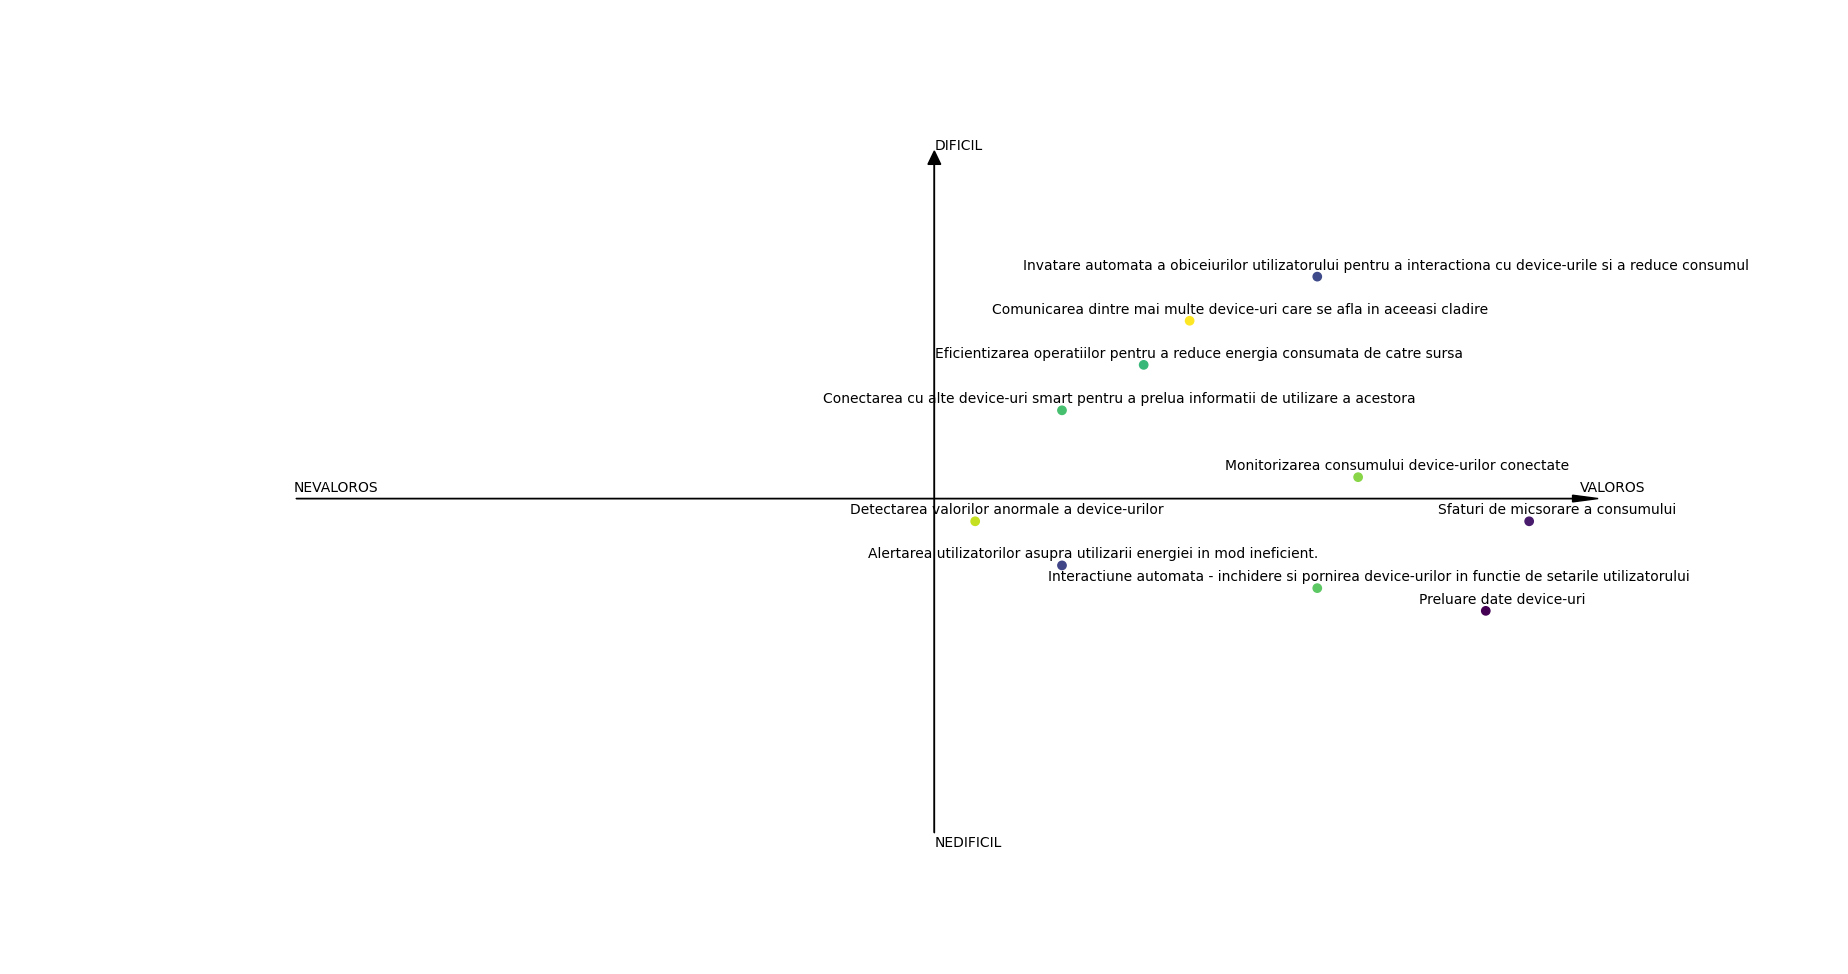 DIFICIL
Invatare automata a obiceiurilor utilizatorului pentru a interactiona cu device-urile si a reduce consumul
Comunicarea dintre mai multe device-uri care se afla in aceeasi cladire
Eficientizarea operatiilor pentru a reduce energia consumata de catre sursa
Conectarea cu alte device-uri smart pentru a prelua informatii de utilizare a acestora
Monitorizarea consumului device-urilor conectate
NEVALOROS
VALOROS
Detectarea valorilor anormale a device-urilor
Sfaturi de micsorare a consumului
Alertarea utilizatorilor asupra utilizarii energiei in mod ineficient.
Interactiune automata - inchidere si pornirea device-urilor in functie de setarile utilizatorului
Preluare date device-uri
NEDIFICIL